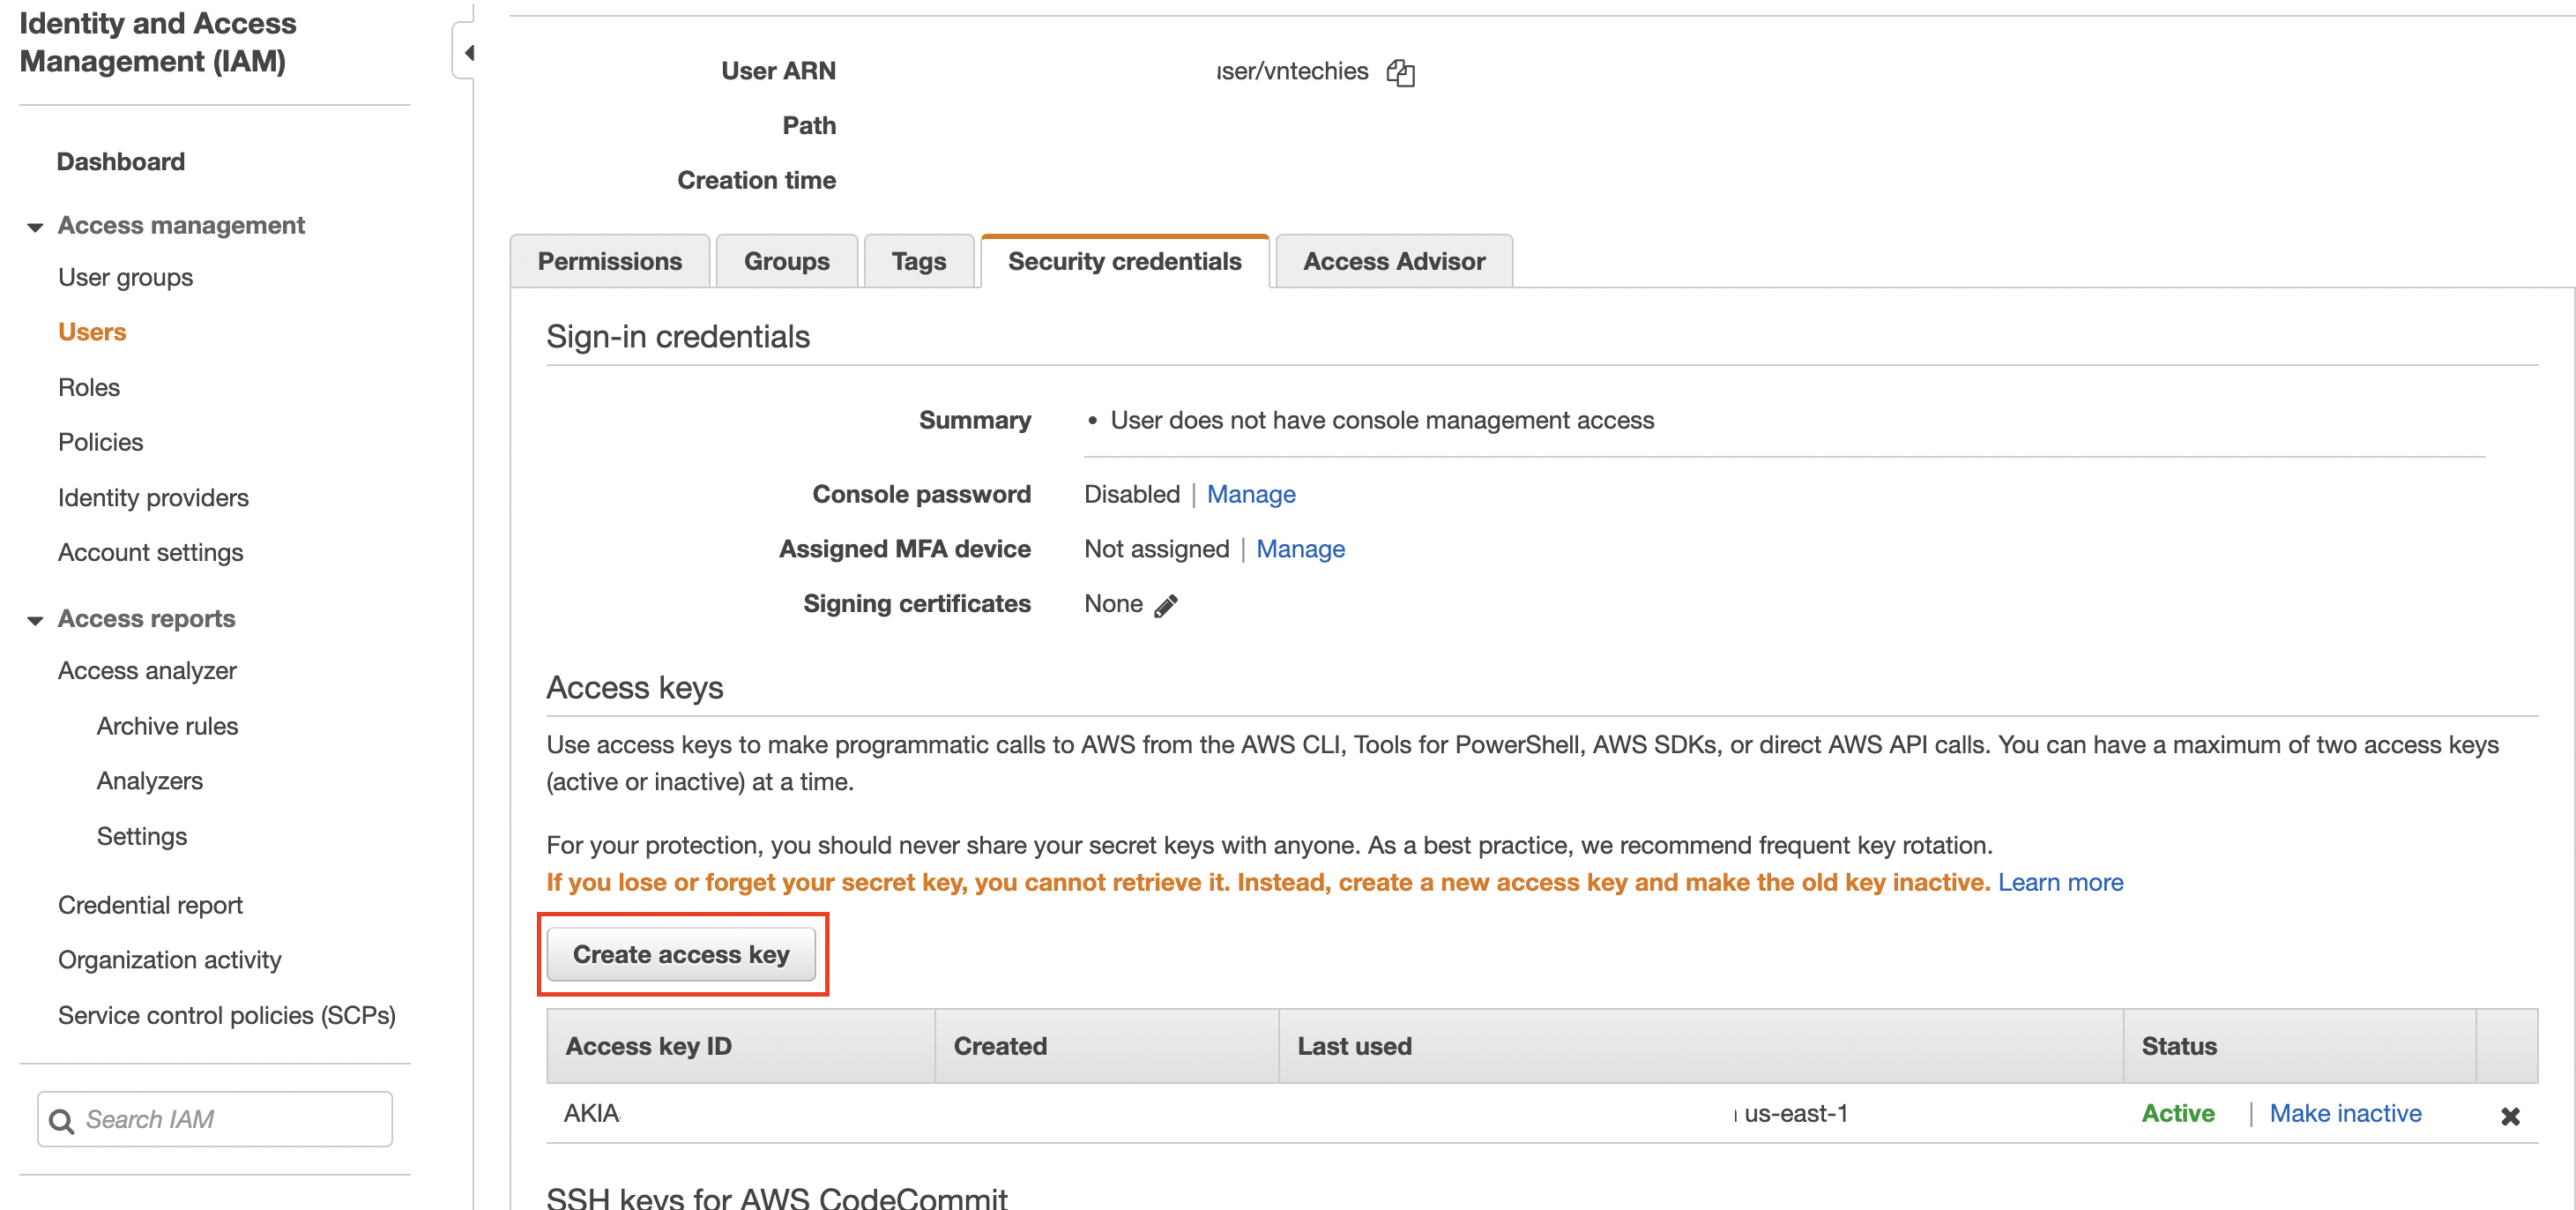 Identity and Access
Management (IAM)
Dashboard
Access management
User groups
Users
Roles
Policies
Identity providers
Account settings
Access reports
Access analyzer
Archive rules
Analyzers
Settings
Credential report
Organization activity
Service control policies (SCPs)
Search IAM
User ARN user/vntechies
Path
Creation time
Permissions Groups Tags Security credentials Access Advisor
Sign-in credentials
Summary • User does not have console management access
Console password Disabled | Manage
Assigned MFA device Not assigned | Manage
Signing certificates None
Access keys
Use access keys to make programmatic calls to AWS from the AWS CLI, Tools for PowerShell, AWS SDKs, or direct AWS API calls. You can have a maximum of two access keys
(active or inactive) at a time.
For your protection, you should never share your secret keys with anyone. As a best practice, we recommend frequent key rotation.
If you lose or forget your secret key, you cannot retrieve it. Instead, create a new access key and make the old key inactive. Learn more
Create access key
Access key ID Created Last used Status
AKIA us-east-1 Active | Make inactive
SSH keys for AWS CodeCommit